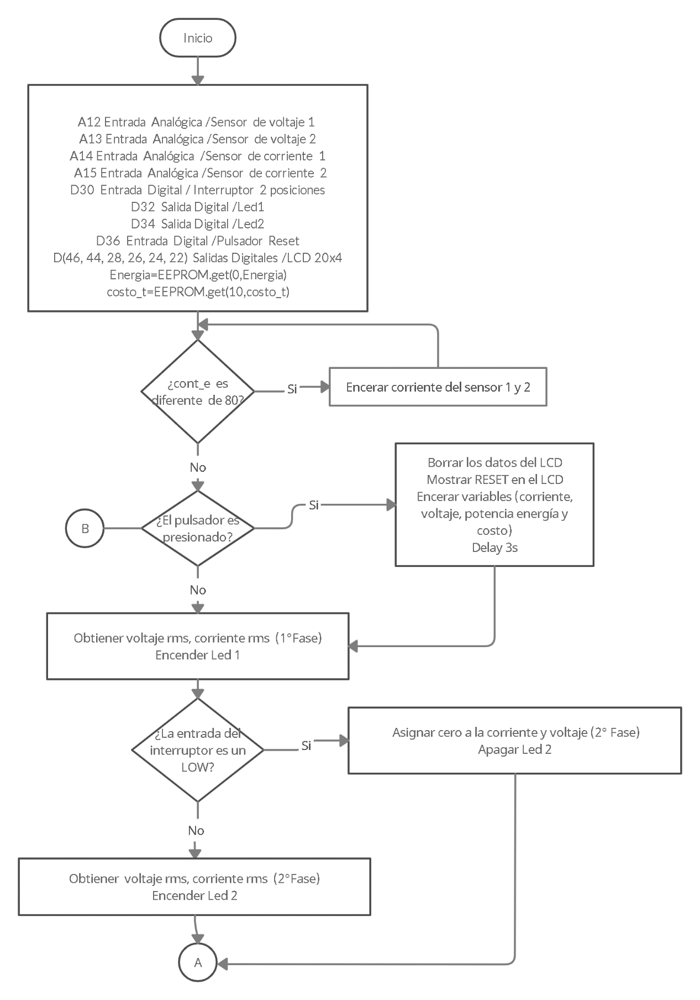 Inicio
A12 Entrada Analógica /Sensor de voltaje 1
A13 Entrada Analógica /Sensor de voltaje 2
A14 Entrada Analógica /Sensor de corriente 1
A15 Entrada Analógica /Sensor de corriente 2
D30 Entrada Digital / Interruptor 2 posiciones
D32 Salida Digital /Led1
D34 Salida Digital /Led2
D36 Entrada Digital /Pulsador Reset
D(46, 44, 28, 26, 24, 22) Salidas Digitales /LCD 20x4
Energia=EEPROM.get(0,Energia)
costo_t=EEPROM.get(10,costo_t)
¿cont_e es
diferente de 80?
Si
Encerar corriente del sensor 1 y 2
No
Borrar los datos del LCD
Mostrar RESET en el LCD
Encerar variables (corriente,
voltaje, potencia energía y
costo)
Delay 3s
B
¿El pulsador es
presionado?
Si
No
Obtiener voltaje rms, corriente rms (1°Fase)
Encender Led 1
¿La entrada del
interruptor es un
LOW?
Si
Asignar cero a la corriente y voltaje (2° Fase)
Apagar Led 2
No
Obtiener voltaje rms, corriente rms (2°Fase)
Encender Led 2
A